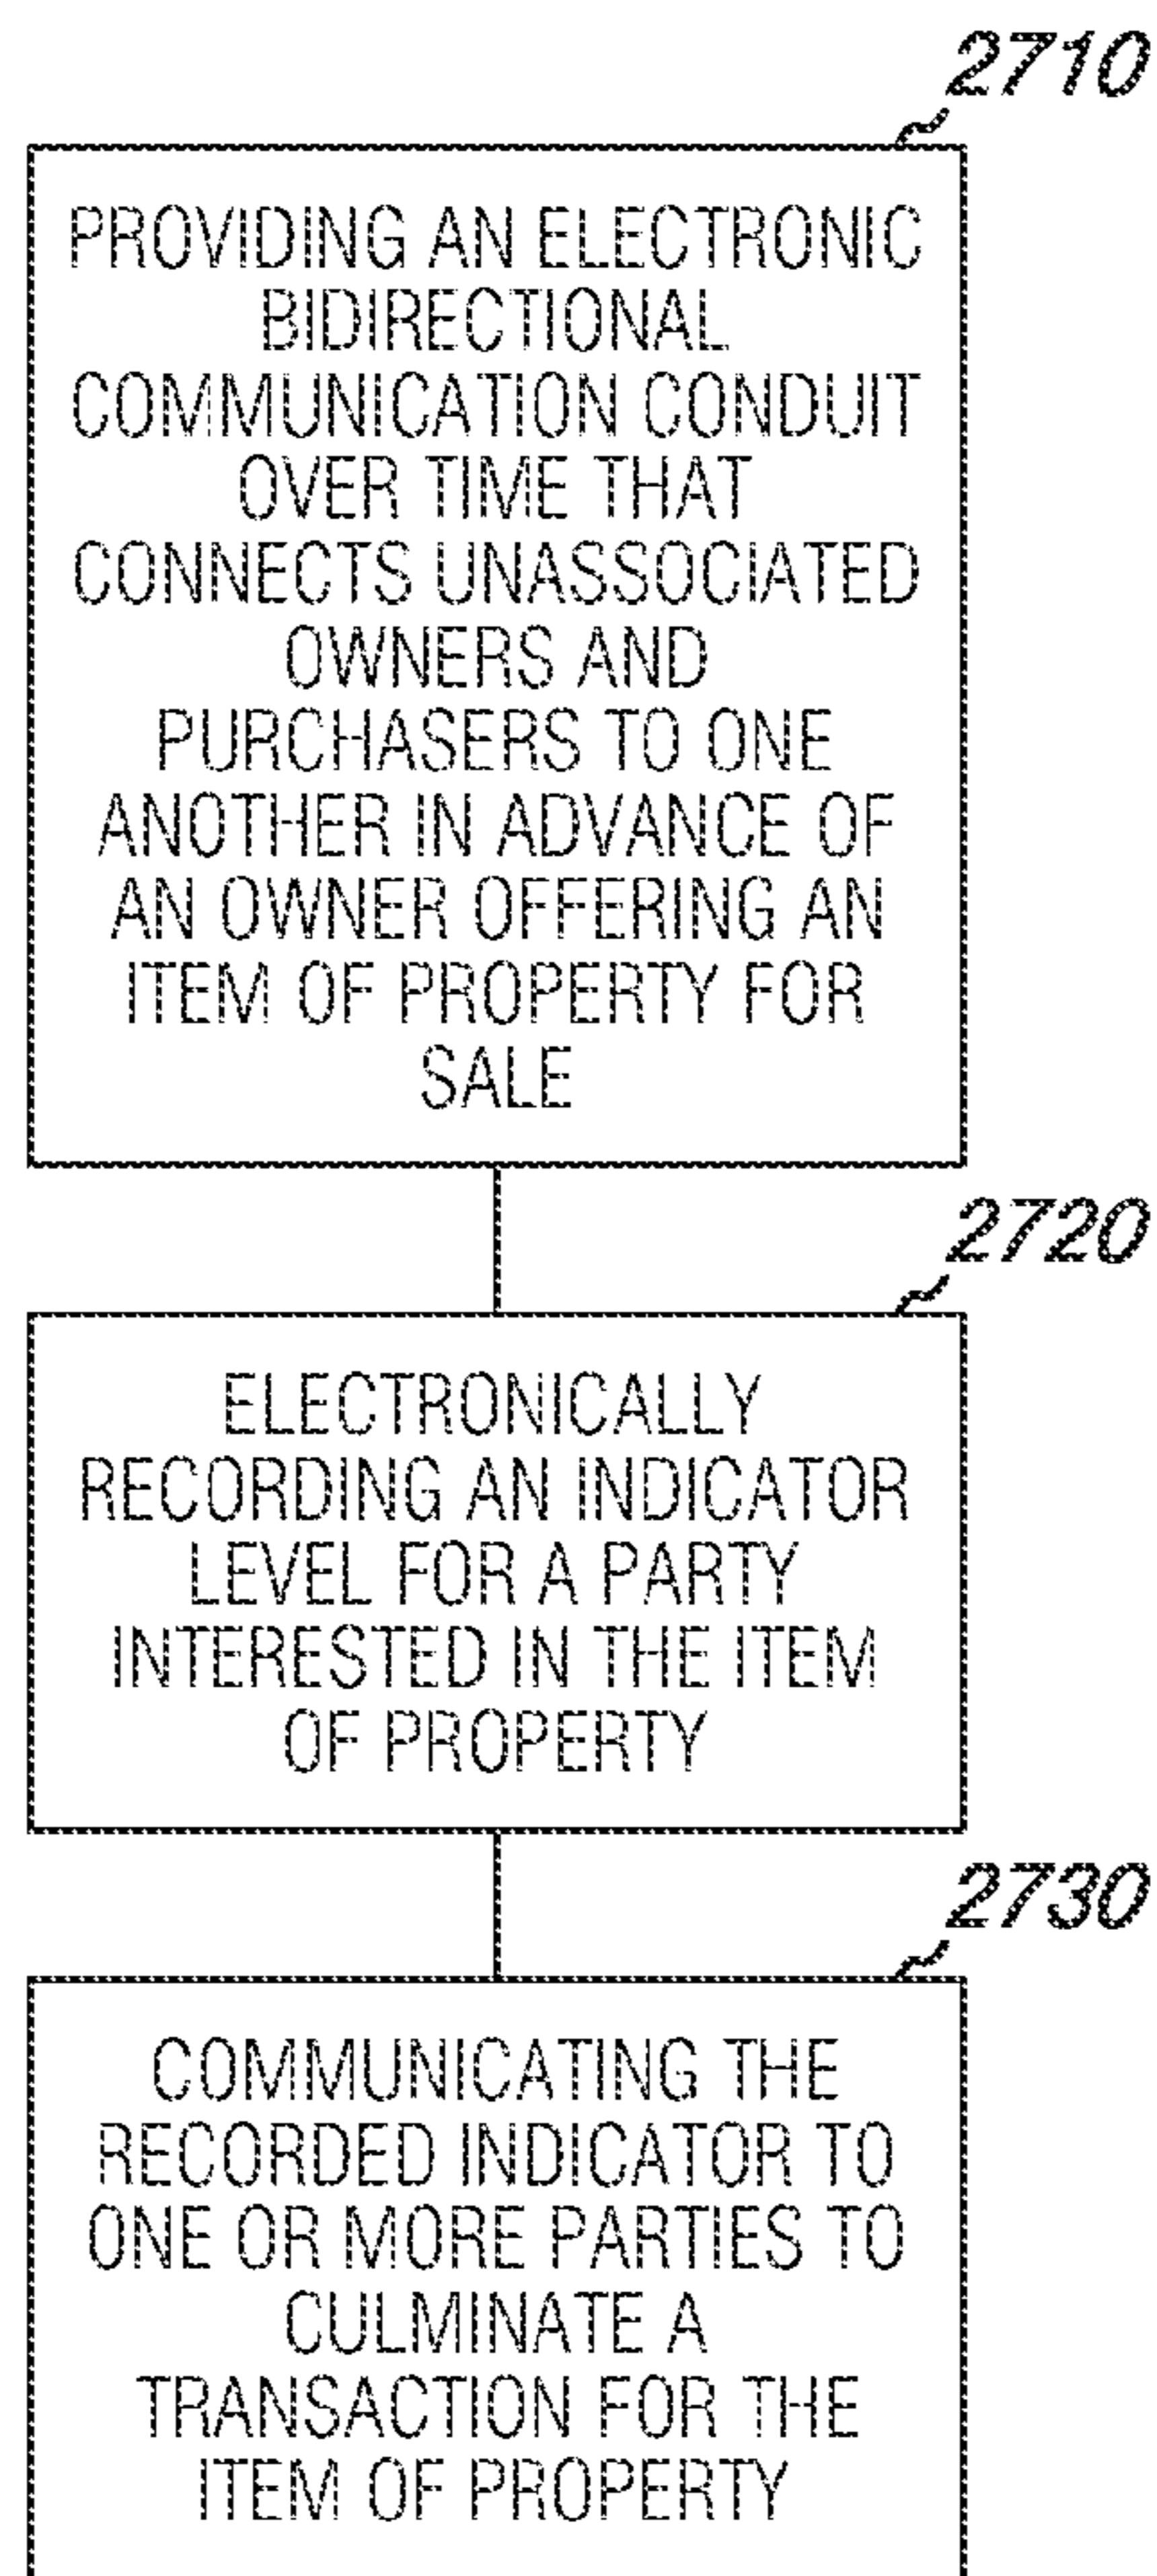 2710
PROVIDING AN ELECTRONIC
BIDIRECTIONAL
COMMUNICATION CONDUIT
OVER TIME THAT
CONNECTS UNASSOCIATED
OWNERS AND
PURCHASERS TO ONE
ANOTHER IN ADVANCE OF
AN OWNER OFFERING AN
ITEM OF PROPERTY FOR
SALE
2720
ELECTRONICALLY
RECORDING AN INDICATOR
LEVEL FOR A PARTY
INTERESTED IN THE ITEM
OF PROPERTY
2730
COMMUNICATING THE
RECORDED INDICATOR TO
ONE OR MORE PARTIES TO
CULMINATE A
TRANSACTION FOR THE
ITEM OF PROPERTY